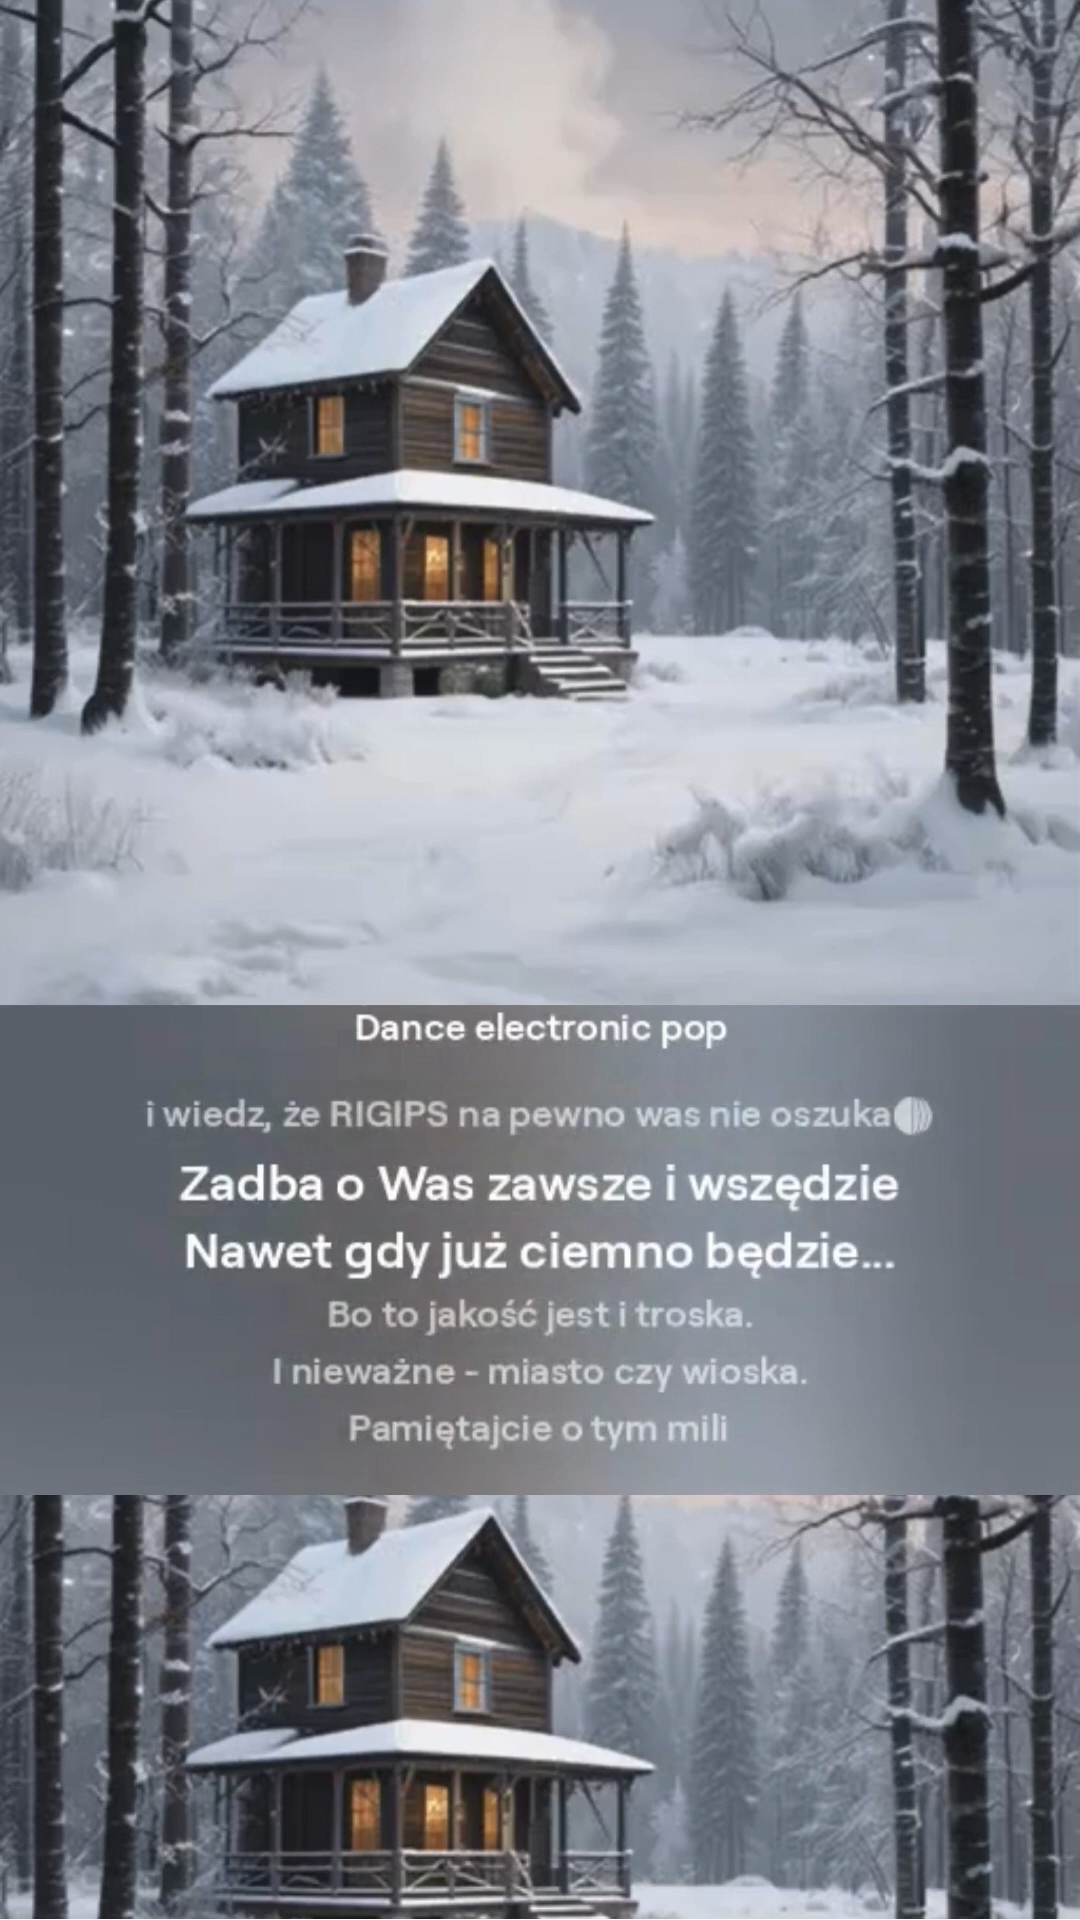 Dance electronic pop
i wiedz, że RIGIPS na pewno was nie oszuka
Zadba o Was zawsze i wszędzie
Nawet gdy już ciemno będzie...
Bo to jakość jest i troska.
I nieważne - miasto czy wioska.
Pamiętajcie o tym mili